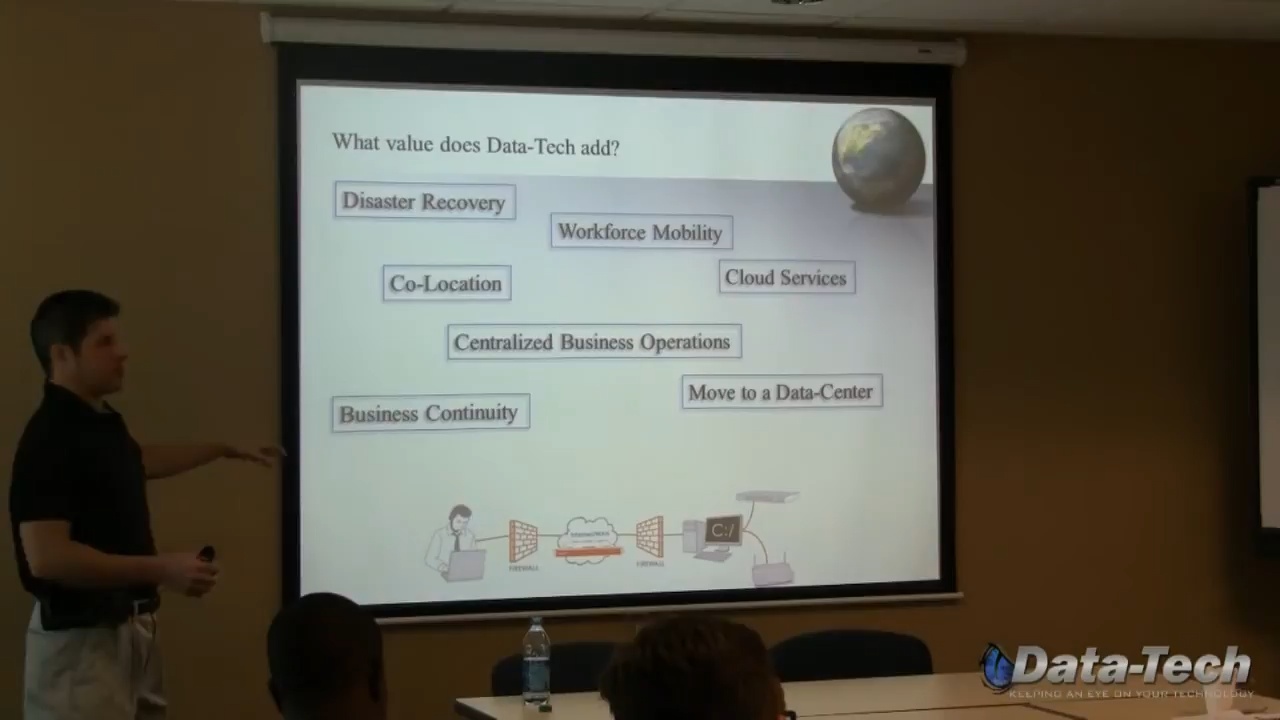 What value does Data-Tech add?
Disaster Recovery
Workforce Mobility
Co-Location
Cloud Services
Centralized Business Operations
Move to a Data-Center
Business Continuity
C:/
FIREWALL
FIREWALL
Data-Tech
KEEPING AN EYE ON YOUR TECHNOLOGY